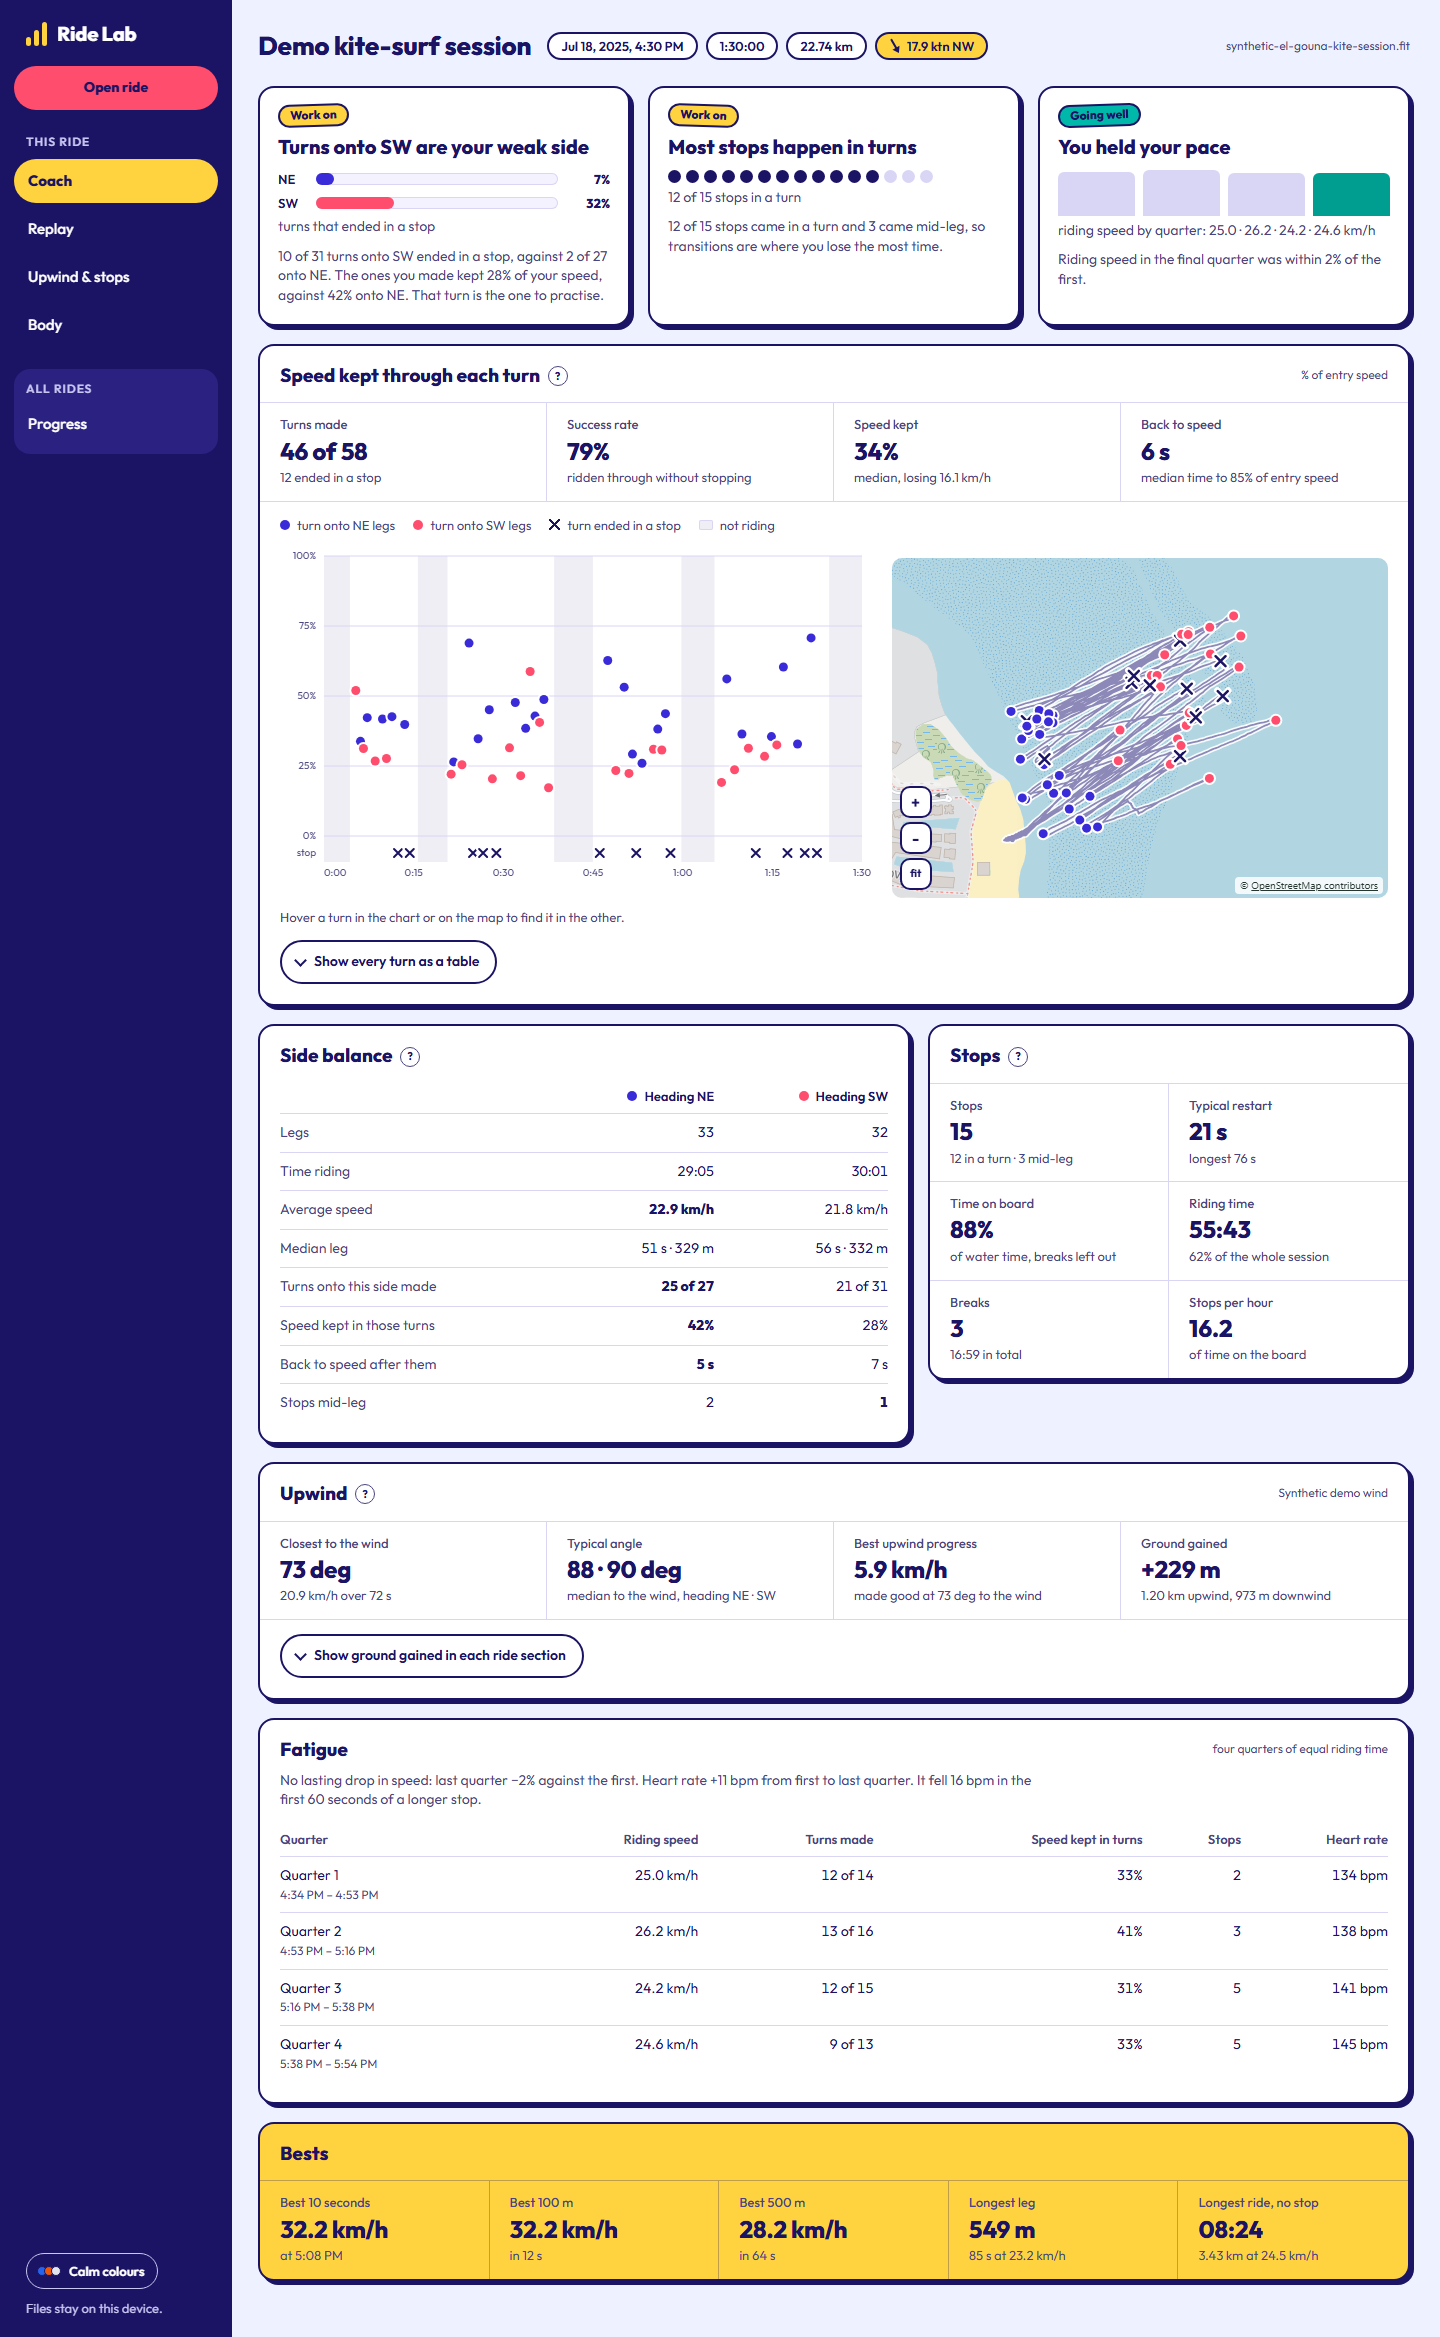 Ride Lab
Open ride
THIS RIDE
Coach
Replay
Upwind & stops
Body
ALL RIDES
Progress
Calm colours
Files stay on this device.
Demo kite-surf session
Jul 18, 2025, 4:30 PM
1:30:00
22.74 km
17.9 ktn NW
synthetic-el-gouna-kite-session.fit
Work on
Turns onto SW are your weak side
NE 7%
SW 32%
turns that ended in a stop
10 of 31 turns onto SW ended in a stop, against 2 of 27
onto NE. The ones you made kept 28% of your speed,
against 42% onto NE. That turn is the one to practise.
Work on
Most stops happen in turns
12 of 15 stops in a turn
12 of 15 stops came in a turn and 3 came mid-leg, so
transitions are where you lose the most time.
Going well
You held your pace
riding speed by quarter: 25.0 · 26.2 · 24.2 · 24.6 km/h
Riding speed in the final quarter was within 2% of the
first.
Speed kept through each turn ?
% of entry speed
Turns made
46 of 58
12 ended in a stop
Success rate
79%
ridden through without stopping
Speed kept
34%
median, losing 16.1 km/h
Back to speed
6 s
median time to 85% of entry speed
turn onto NE legs turn onto SW legs turn ended in a stop not riding
100%
75%
50%
25%
0%
stop
0:00 0:15 0:30 0:45 1:00 1:15 1:30
+
-
fit
© OpenStreetMap contributors
Hover a turn in the chart or on the map to find it in the other.
Show every turn as a table
Side balance ?
Heading NE Heading SW
Legs 33 32
Time riding 29:05 30:01
Average speed 22.9 km/h 21.8 km/h
Median leg 51 s · 329 m 56 s · 332 m
Turns onto this side made 25 of 27 21 of 31
Speed kept in those turns 42% 28%
Back to speed after them 5 s 7 s
Stops mid-leg 2 1
Stops ?
Stops
15
12 in a turn · 3 mid-leg
Typical restart
21 s
longest 76 s
Time on board
88%
of water time, breaks left out
Riding time
55:43
62% of the whole session
Breaks
3
16:59 in total
Stops per hour
16.2
of time on the board
Upwind ?
Synthetic demo wind
Closest to the wind
73 deg
20.9 km/h over 72 s
Typical angle
88 · 90 deg
median to the wind, heading NE · SW
Best upwind progress
5.9 km/h
made good at 73 deg to the wind
Ground gained
+229 m
1.20 km upwind, 973 m downwind
Show ground gained in each ride section
Fatigue
four quarters of equal riding time
No lasting drop in speed: last quarter −2% against the first. Heart rate +11 bpm from first to last quarter. It fell 16 bpm in the
first 60 seconds of a longer stop.
Quarter Riding speed Turns made Speed kept in turns Stops Heart rate
Quarter 1 25.0 km/h 12 of 14 33% 2 134 bpm
4:34 PM – 4:53 PM
Quarter 2 26.2 km/h 13 of 16 41% 3 138 bpm
4:53 PM – 5:16 PM
Quarter 3 24.2 km/h 12 of 15 31% 5 141 bpm
5:16 PM – 5:38 PM
Quarter 4 24.6 km/h 9 of 13 33% 5 145 bpm
5:38 PM – 5:54 PM
Bests
Best 10 seconds
32.2 km/h
at 5:08 PM
Best 100 m
32.2 km/h
in 12 s
Best 500 m
28.2 km/h
in 64 s
Longest leg
549 m
85 s at 23.2 km/h
Longest ride, no stop
08:24
3.43 km at 24.5 km/h